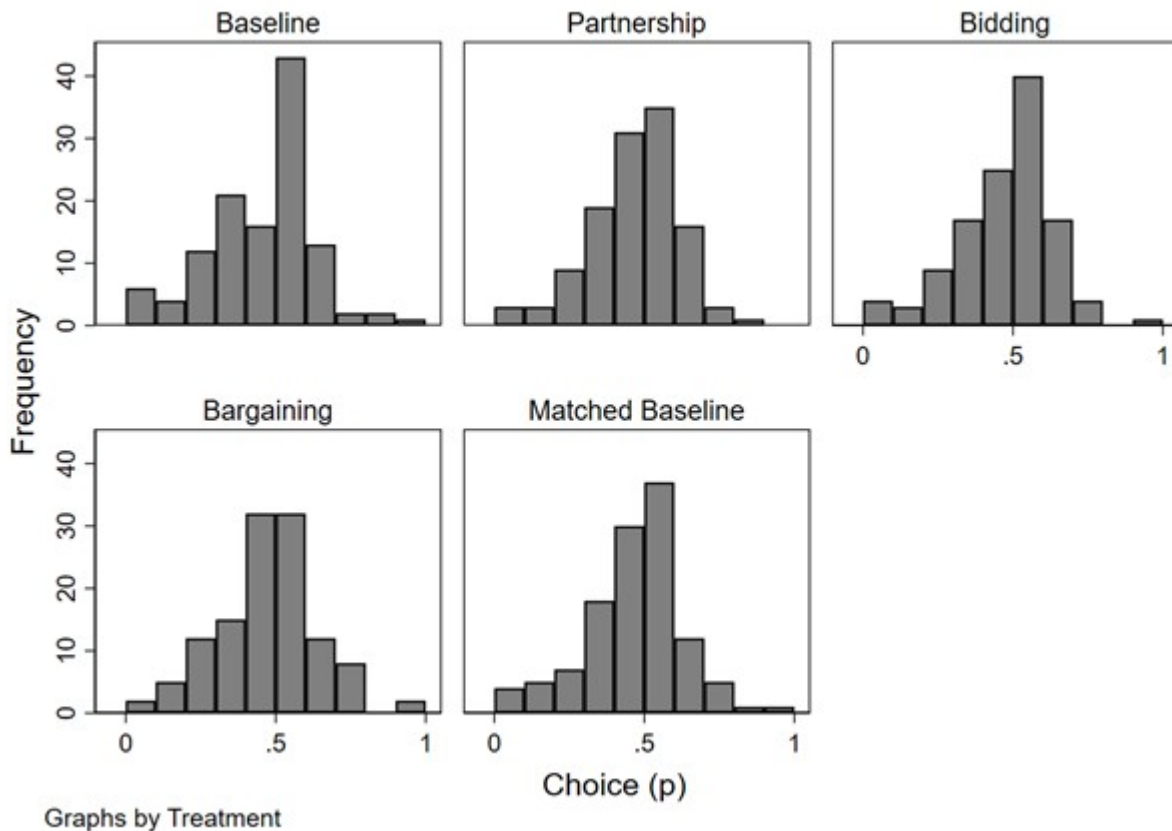 Baseline
Partnership
Bidding
40
30
20
10
0
0 .5 1
Frequency
Bargaining
Matched Baseline
40
30
20
10
0
0 .5 1
0 .5 1
Choice (p)
Graphs by Treatment